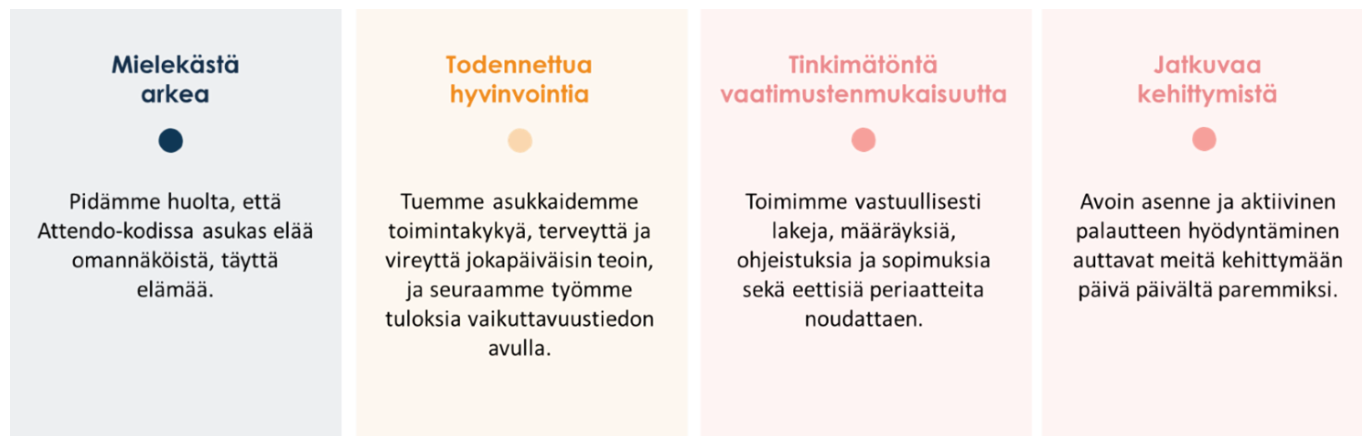 Mielekästä
arkea
Pidämme huolta, että
Attendo-kodissa asukas elää
omannäköistä, täyttä
elämää.
Todennettua
hyvinvointia
Tuemme asukkaidemme
toimintakykyä, terveyttä ja
vireyttä jokapäiväisin teoin,
ja seuraamme työmme
tuloksia vaikuttavuustiedon
avulla.
Tinkimätöntä
vaatimustenmukaisuutta
Toimimme vastuullisesti
lakeja, määräyksiä,
ohjeistuksia ja sopimuksia
sekä eettisiä periaatteita
noudattaen.
Jatkuvaa
kehittymistä
Avoin asenne ja aktiivinen
palautteen hyödyntäminen
auttavat meitä kehittymään
päivä päivältä paremmiksi.